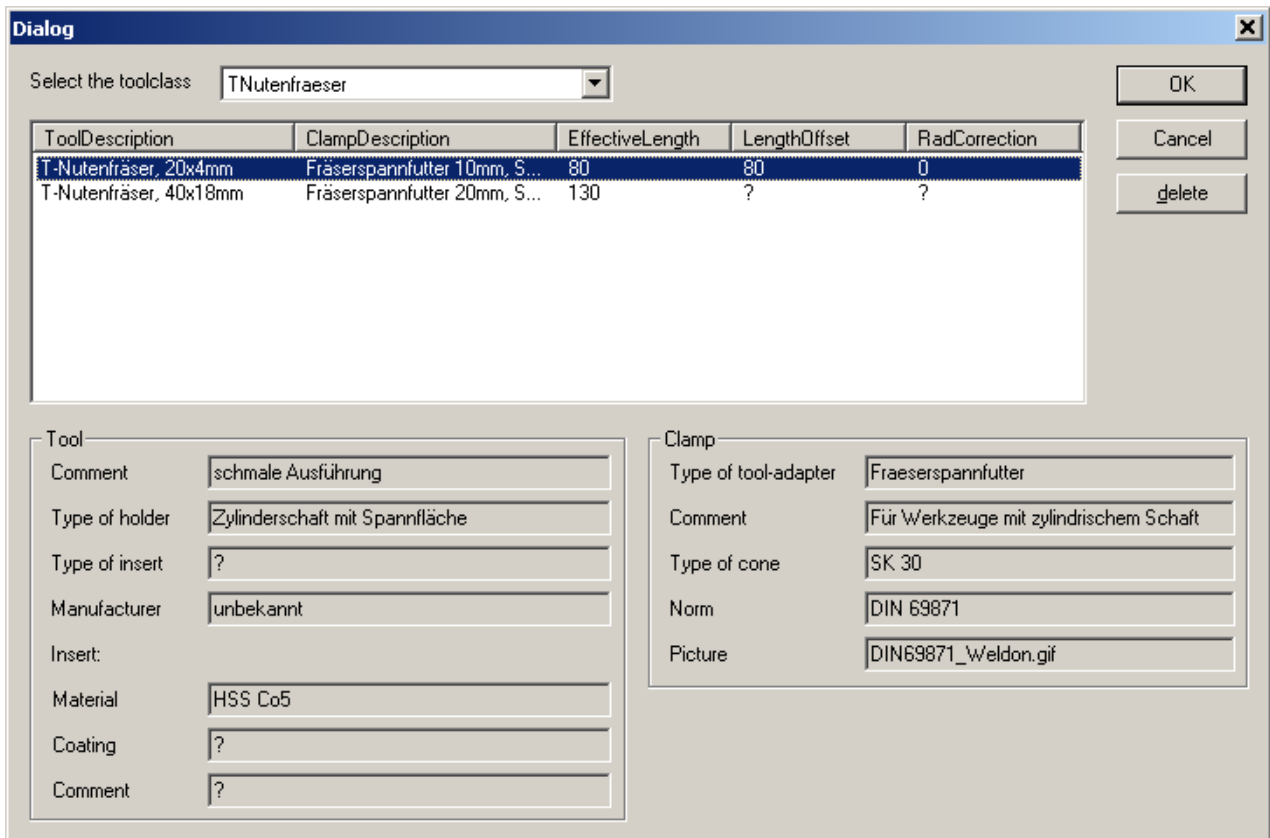 Dialog
Select the toolclass TNutenfraeser OK
ToolDescription ClampDescription EffectiveLength LengthOffset RadCorrection Cancel
T-Nutenfräser, 20x4mm Fräserspannfutter 10mm, S... 80 80 0
T-Nutenfräser, 40x18mm Fräserspannfutter 20mm, S... 130 ? ? delete
Tool
Comment schmale Ausführung
Type of holder Zylinderschaft mit Spannfläche
Type of insert ?
Manufacturer unbekannt
Insert:
Material HSS Co5
Coating ?
Comment ?
Clamp
Type of tool-adapter Fraeserspannfutter
Comment Für Werkzeuge mit zylindrischem Schaft
Type of cone SK 30
Norm DIN 69871
Picture DIN69871_Weldon.gif